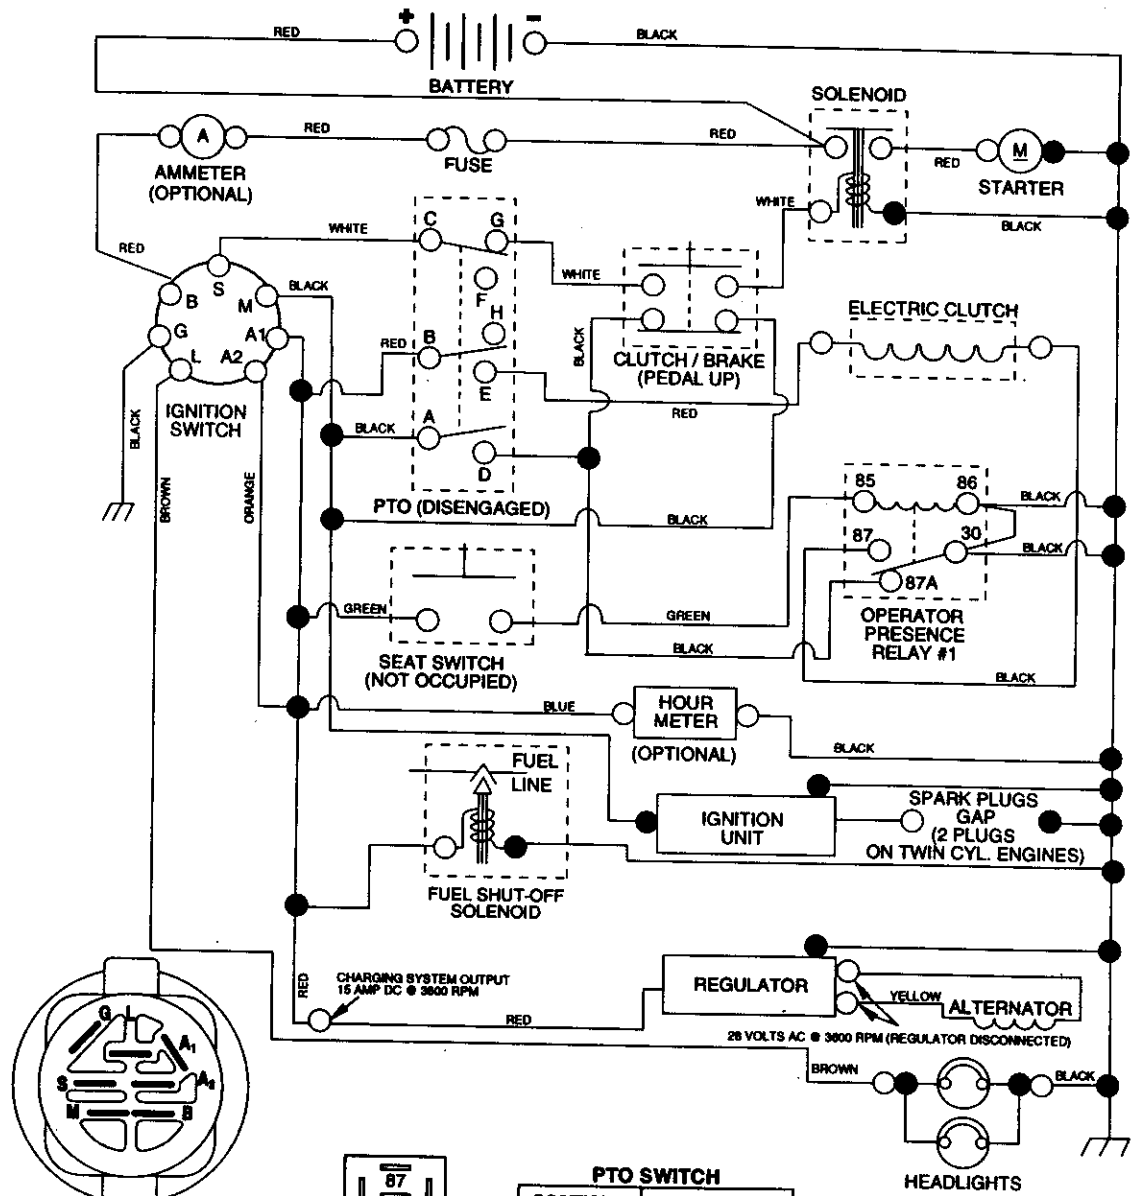 RED
+
-
BLACK
BATTERY
SOLENOID
A
RED
RED
AMMETER
(OPTIONAL)
FUSE
RED
M
STARTER
WHITE
BLACK
C
G
WHITE
RED
S
B
M
BLACK
F
WHITE
G
A1
L
A2
H
B
RED
E
BLACK
CLUTCH / BRAKE
(PEDAL UP)
ELECTRIC CLUTCH
RED
IGNITION
SWITCH
BLACK
BROWN
ORANGE
A
BLACK
D
PTO (DISENGAGED)
BLACK
85
86
BLACK
87
30
BLACK
87A
OPERATOR
PRESENCE
RELAY #1
GREEN
GREEN
SEAT SWITCH
(NOT OCCUPIED)
BLACK
BLACK
BLUE
HOUR
METER
(OPTIONAL)
BLACK
FUEL
LINE
IGNITION
UNIT
SPARK PLUGS
GAP
(2 PLUGS
ON TWIN CYL. ENGINES)
FUEL SHUT-OFF
SOLENOID
RED
CHARGING SYSTEM OUTPUT
15 AMP DC @ 3600 RPM
RED
REGULATOR
YELLOW
ALTERNATOR
28 VOLTS AC @ 3600 RPM (REGULATOR DISCONNECTED)
BROWN
BLACK
HEADLIGHTS
G
L
A1
A2
S
M
B
87
PTO SWITCH